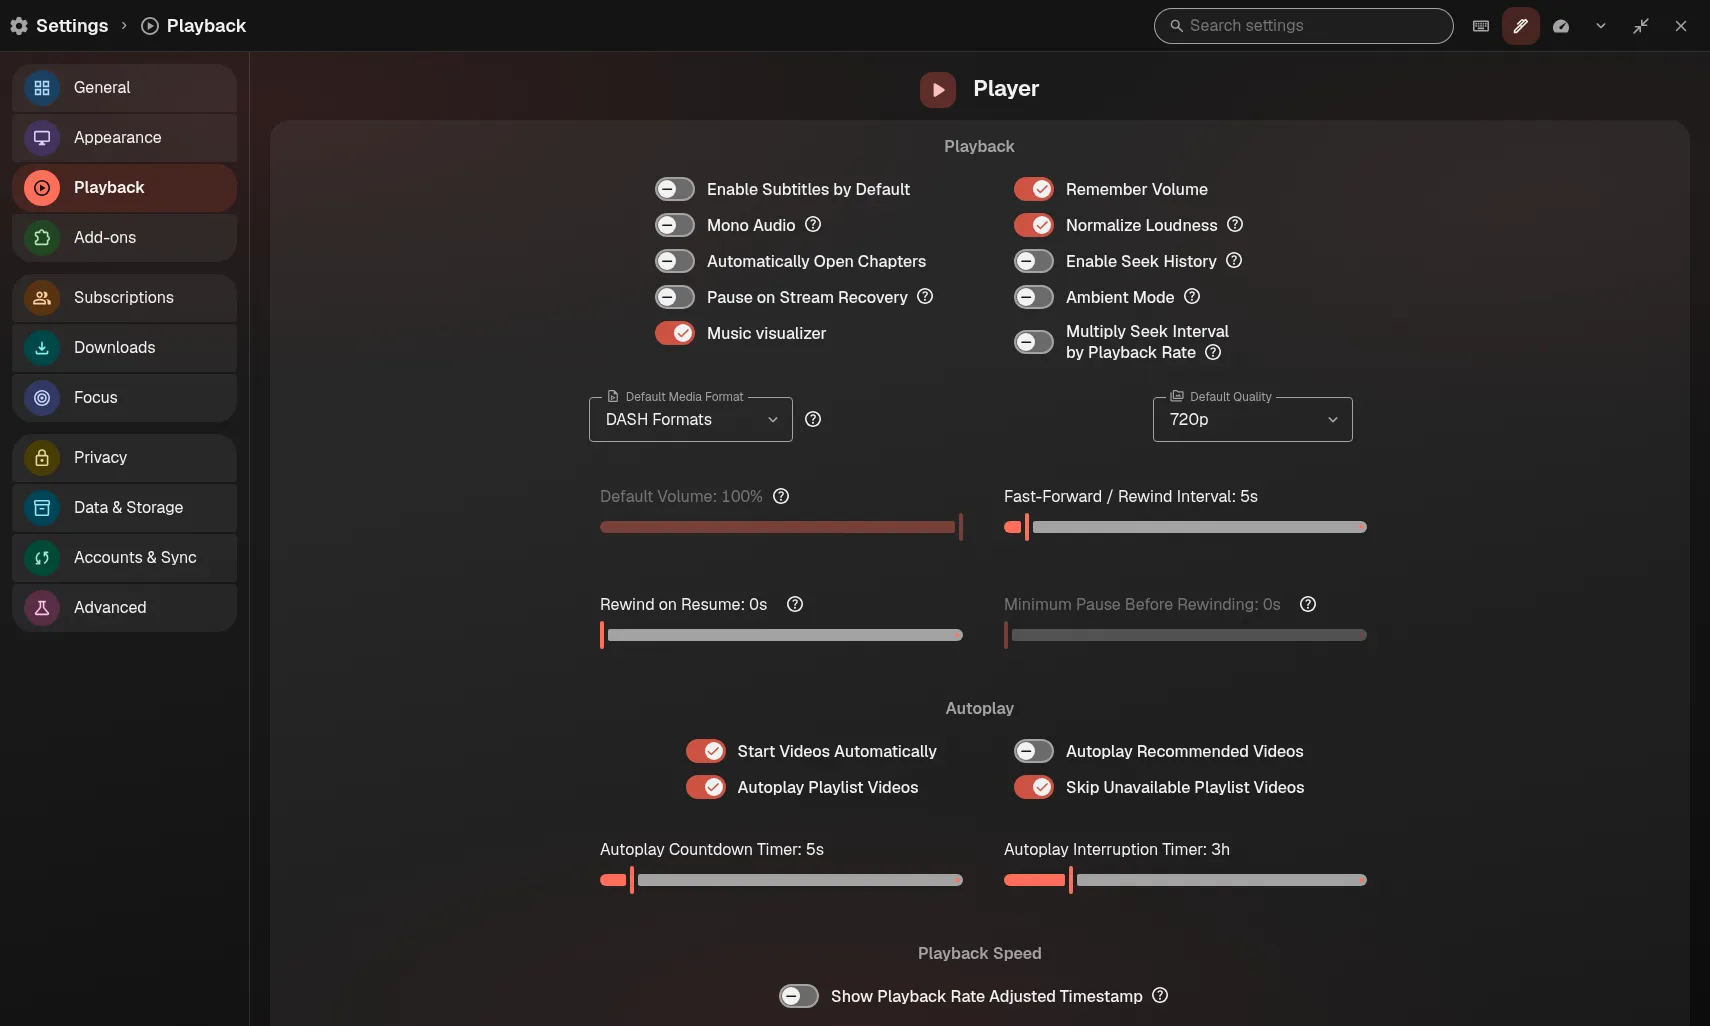 Settings › Playback
Search settings
General
Appearance
Playback
Add-ons
Subscriptions
Downloads
Focus
Privacy
Data & Storage
Accounts & Sync
Advanced
Player
Playback
Enable Subtitles by Default
Mono Audio
Automatically Open Chapters
Pause on Stream Recovery
Music visualizer
Remember Volume
Normalize Loudness
Enable Seek History
Ambient Mode
Multiply Seek Interval
by Playback Rate
Default Media Format
DASH Formats
Default Quality
720p
Default Volume: 100%
Fast-Forward / Rewind Interval: 5s
Rewind on Resume: 0s
Minimum Pause Before Rewinding: 0s
Autoplay
Start Videos Automatically
Autoplay Playlist Videos
Autoplay Recommended Videos
Skip Unavailable Playlist Videos
Autoplay Countdown Timer: 5s
Autoplay Interruption Timer: 3h
Playback Speed
Show Playback Rate Adjusted Timestamp